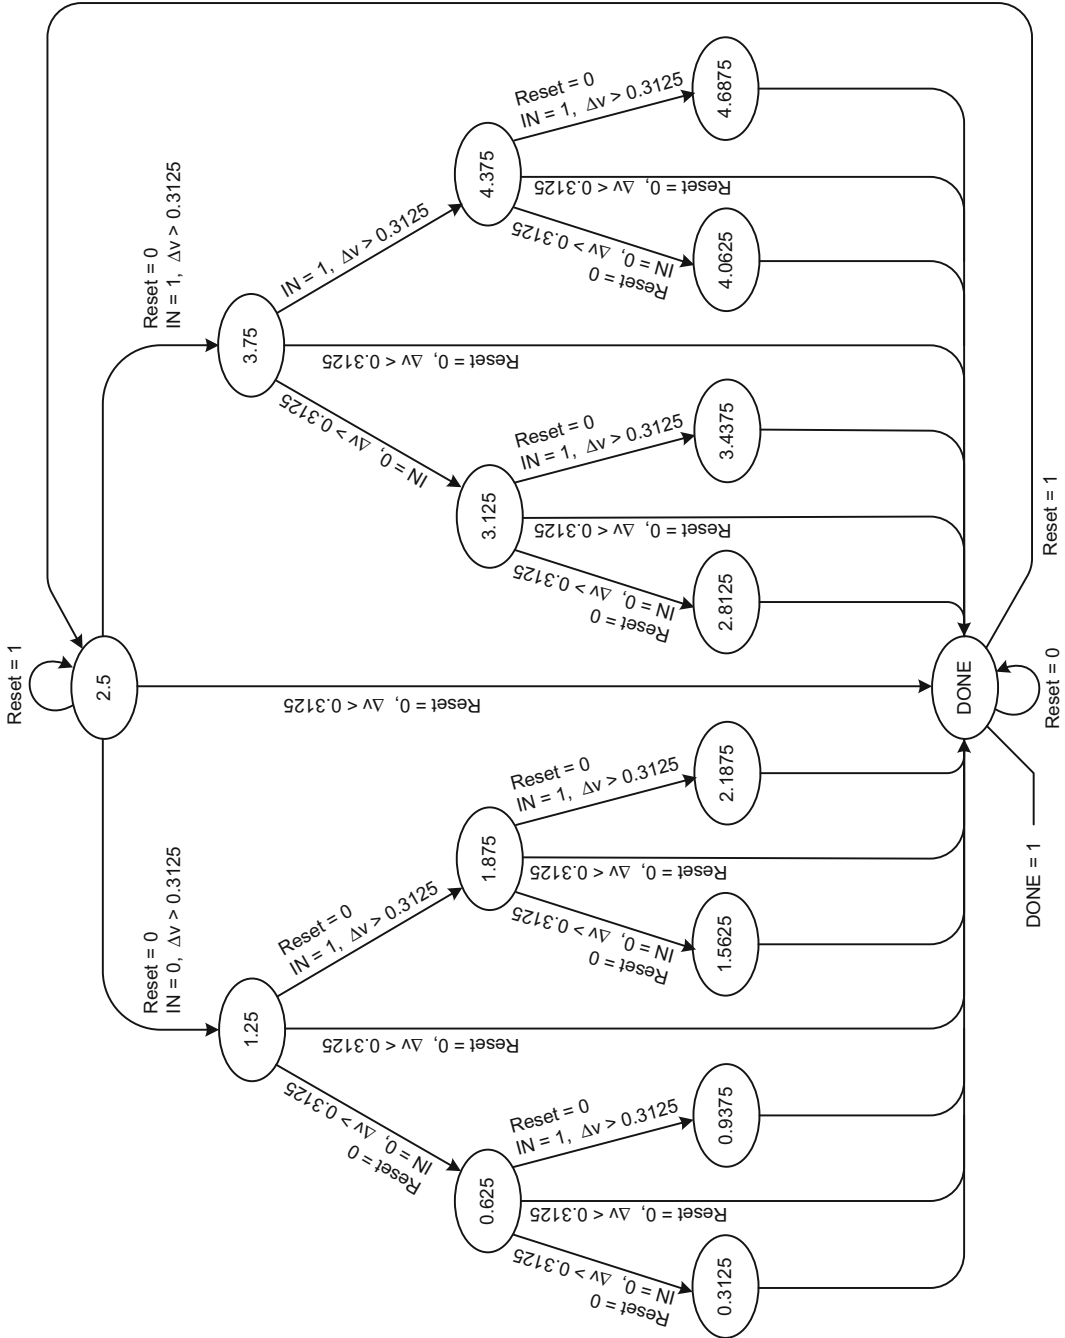 Reset = 1
2.5
Reset = 0
IN = 0, Δv > 0.3125
Reset = 0
IN = 1, Δv > 0.3125
Reset = 0, Δv < 0.3125
1.25
3.75
Reset = 0
IN = 0, Δv > 0.3125
Reset = 0, Δv < 0.3125
Reset = 0
IN = 1, Δv > 0.3125
IN = 0, Δv > 0.3125
Reset = 0, Δv < 0.3125
IN = 1, Δv > 0.3125
0.625
1.875
3.125
4.375
Reset = 0
IN = 0, Δv > 0.3125
Reset = 0, Δv < 0.3125
Reset = 0
IN = 1, Δv > 0.3125
Reset = 0
IN = 0, Δv > 0.3125
Reset = 0, Δv < 0.3125
Reset = 0
IN = 1, Δv > 0.3125
Reset = 0
IN = 0, Δv > 0.3125
Reset = 0, Δv < 0.3125
Reset = 0
IN = 1, Δv > 0.3125
Reset = 0
IN = 0, Δv > 0.3125
Reset = 0, Δv < 0.3125
Reset = 0
IN = 1, Δv > 0.3125
0.3125
0.9375
1.5625
2.1875
2.8125
3.4375
4.0625
4.6875
DONE
DONE = 1
Reset = 0
Reset = 1